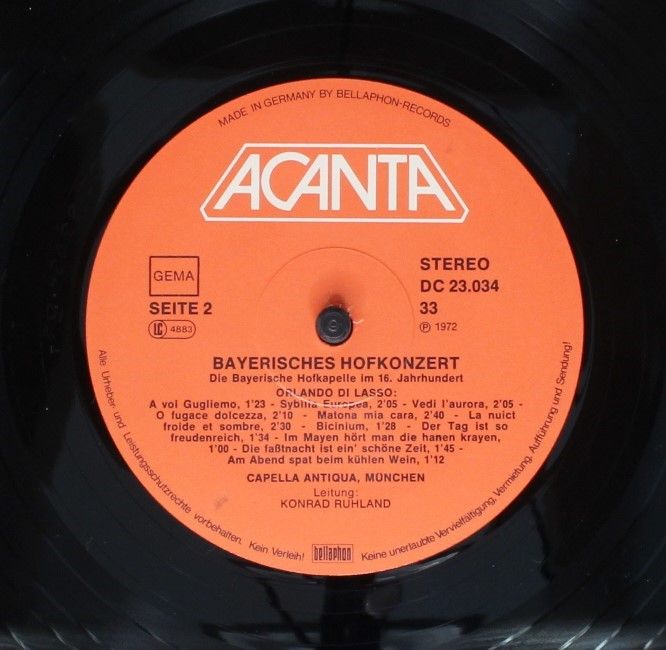 MADE IN GERMANY BY BELLAPHON-RECORDS
ACANTA
GEMA
SEITE 2
LC 4883
STEREO
DC 23.034
33
Ⓟ 1972
BAYERISCHES HOFKONZERT
Die Bayerische Hofkapelle im 16. Jahrhundert
ORLANDO DI LASSO:
A voi Gugliemo, 1'23 - Sybilla Europea, 2'05 - Vedi l'aurora, 2'05 -
O fugace dolcezza, 2'10 - Matona mia cara, 2'40 - La nuict
froide et sombre, 2'30 - Bicinium, 1'28 - Der Tag ist so
freudenreich, 1'34 - Im Mayen hört man die hanen krayen,
1'00 - Die faßtnacht ist ein' schöne Zeit, 1'45 -
Am Abend spat beim kühlen Wein, 1'12
CAPELLA ANTIQUA, MÜNCHEN
Leitung:
KONRAD RUHLAND
Alle Urheber und Leistungsschutzrechte vorbehalten. Kein Verleih! bellaphon Keine unerlaubte Vervielfältigung, Vermietung, Aufführung und Sendung!